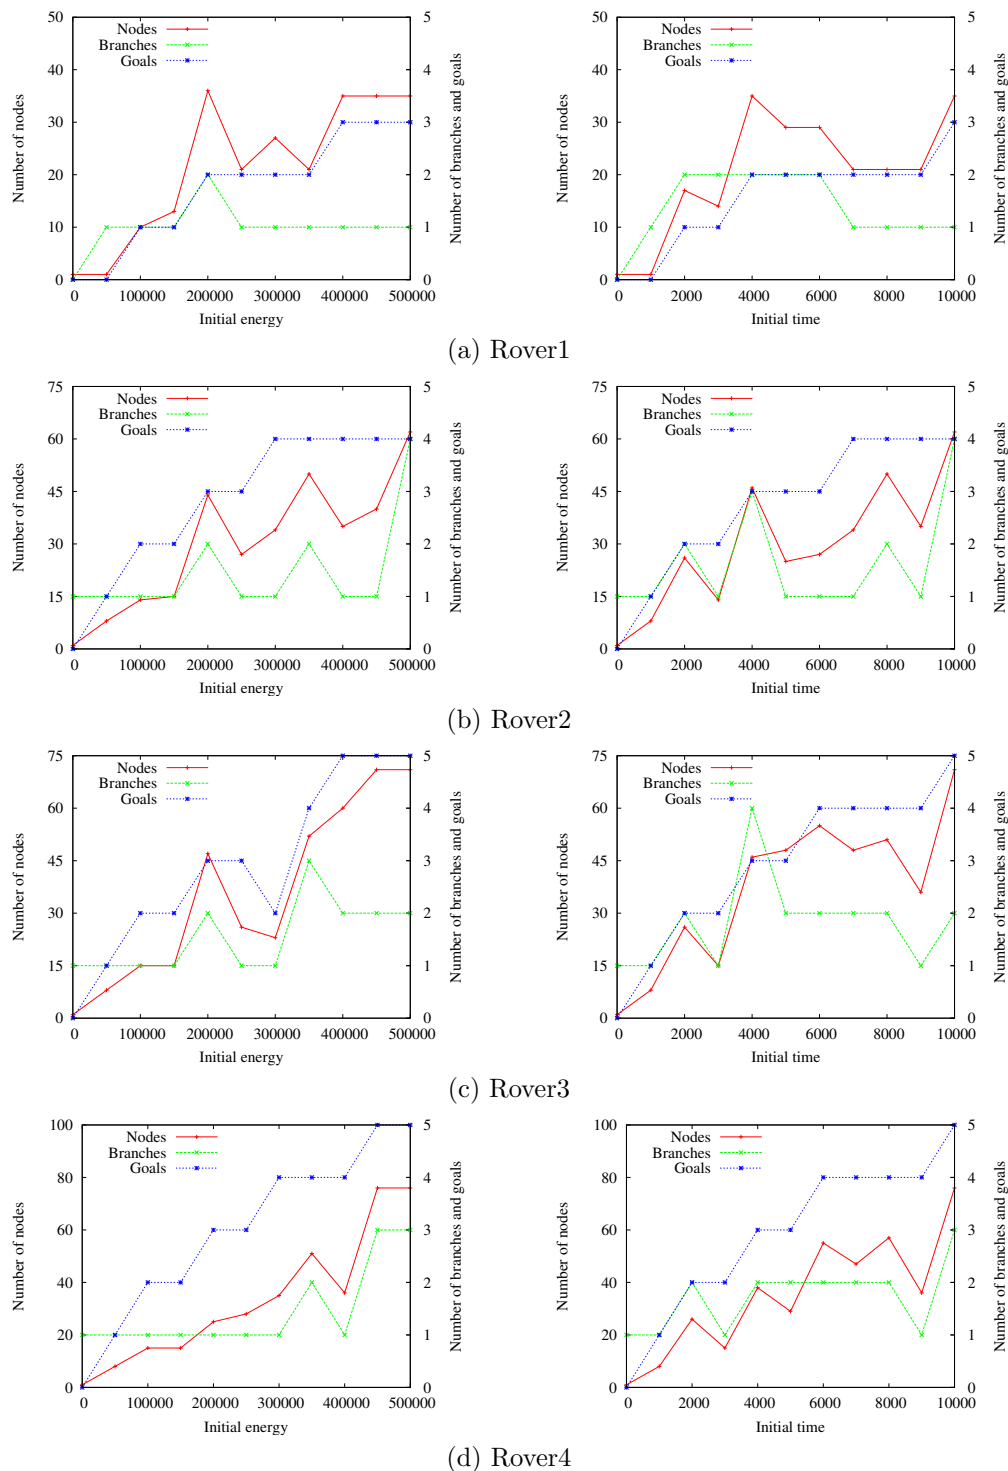 50
40
30
20
10
0
Number of nodes
Nodes
Branches
Goals
5
4
3
2
1
0
Number of branches and goals
0 100000 200000 300000 400000 500000
Initial energy
50
40
30
20
10
0
Number of nodes
Nodes
Branches
Goals
5
4
3
2
1
0
Number of branches and goals
0 2000 4000 6000 8000 10000
Initial time
(a) Rover1
75
60
45
30
15
0
Number of nodes
Nodes
Branches
Goals
5
4
3
2
1
0
Number of branches and goals
0 100000 200000 300000 400000 500000
Initial energy
75
60
45
30
15
0
Number of nodes
Nodes
Branches
Goals
5
4
3
2
1
0
Number of branches and goals
0 2000 4000 6000 8000 10000
Initial time
(b) Rover2
75
60
45
30
15
0
Number of nodes
Nodes
Branches
Goals
5
4
3
2
1
0
Number of branches and goals
0 100000 200000 300000 400000 500000
Initial energy
75
60
45
30
15
0
Number of nodes
Nodes
Branches
Goals
5
4
3
2
1
0
Number of branches and goals
0 2000 4000 6000 8000 10000
Initial time
(c) Rover3
100
80
60
40
20
0
Number of nodes
Nodes
Branches
Goals
5
4
3
2
1
0
Number of branches and goals
0 100000 200000 300000 400000 500000
Initial energy
100
80
60
40
20
0
Number of nodes
Nodes
Branches
Goals
5
4
3
2
1
0
Number of branches and goals
0 2000 4000 6000 8000 10000
Initial time
(d) Rover4